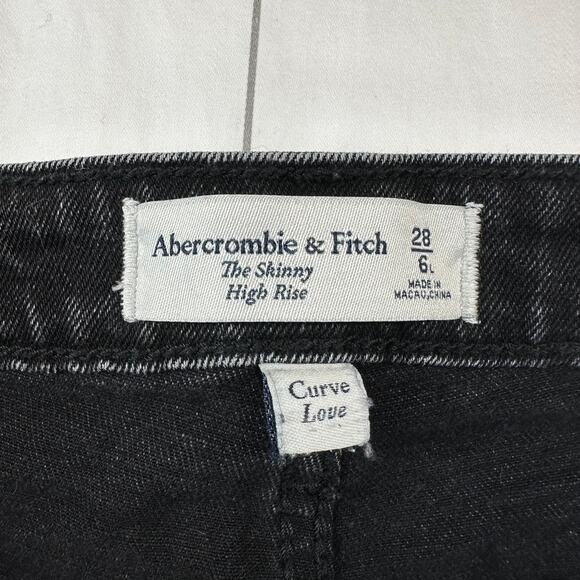 Abercrombie & Fitch
The Skinny
High Rise
28
6L
MADE IN
MACAU, CHINA
Curve
Love